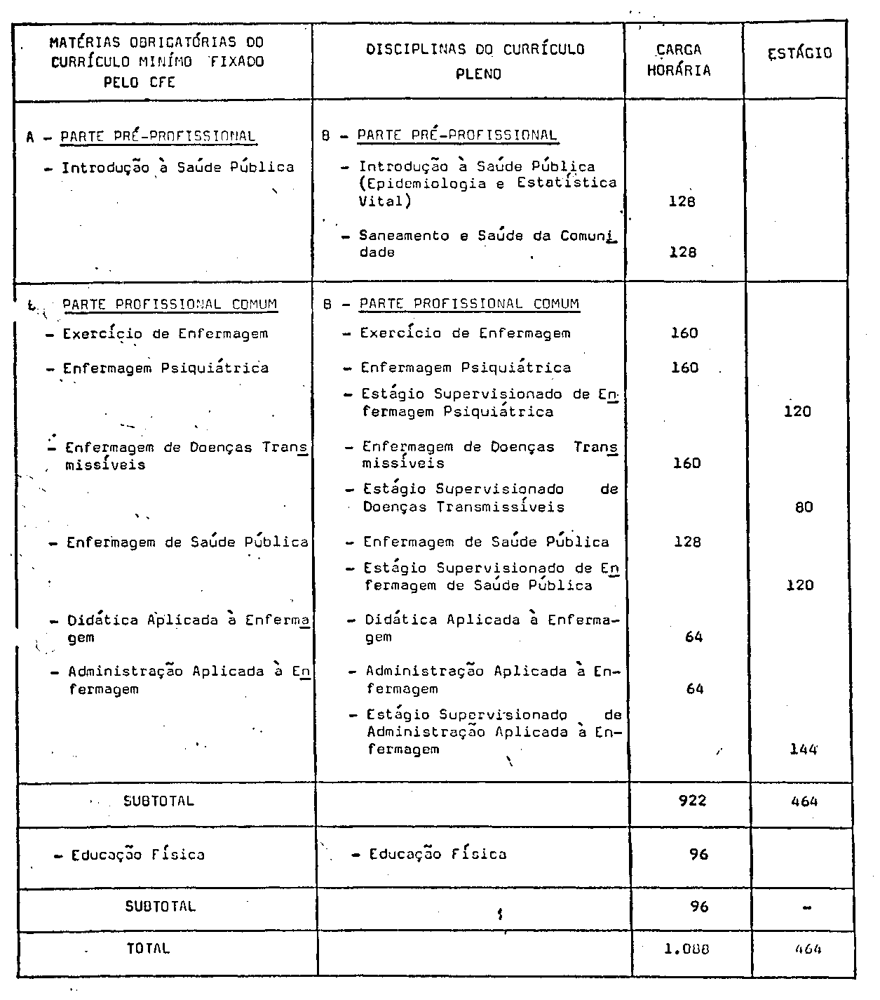 MATÉRIAS OBRIGATÓRIAS DO
CURRÍCULO MINÍMO FIXADO
PELO CFE
DISCIPLINAS DO CURRÍCULO
PLENO
CARGA
HORÁRIA
ESTÁGIO
A - PARTE PRÉ-PROFISSIONAL
- Introdução à Saúde Pública
B - PARTE PRÉ-PROFISSIONAL
- Introdução à Saúde Pública
(Epidemiologia e Estatística
Vital) 128
- Saneamento e Saúde da Comuni
dade 128
PARTE PROFISSIONAL COMUM
B - PARTE PROFISSIONAL COMUM
- Exercício de Enfermagem - Exercício de Enfermagem 160
- Enfermagem Psiquiátrica - Enfermagem Psiquiátrica 160
- Estágio Supervisionado de En
fermagem Psiquiátrica 120
- Enfermagem de Doenças Trans
missíveis
- Enfermagem de Doenças Trans
missíveis 160
- Estágio Supervisionado de
Doenças Transmissíveis 80
- Enfermagem de Saúde Pública - Enfermagem de Saúde Pública 128
- Estágio Supervisionado de En
fermagem de Saúde Pública 120
- Didática Aplicada à Enferma
gem
- Didática Aplicada à Enferma-
gem 64
- Administração Aplicada à En
fermagem
- Administração Aplicada à En-
fermagem 64
- Estágio Supervisionado de
Administração Aplicada à En-
fermagem 144
SUBTOTAL 922 464
- Educação Física - Educação Física 96
SUBTOTAL 96 -
TOTAL 1.088 464